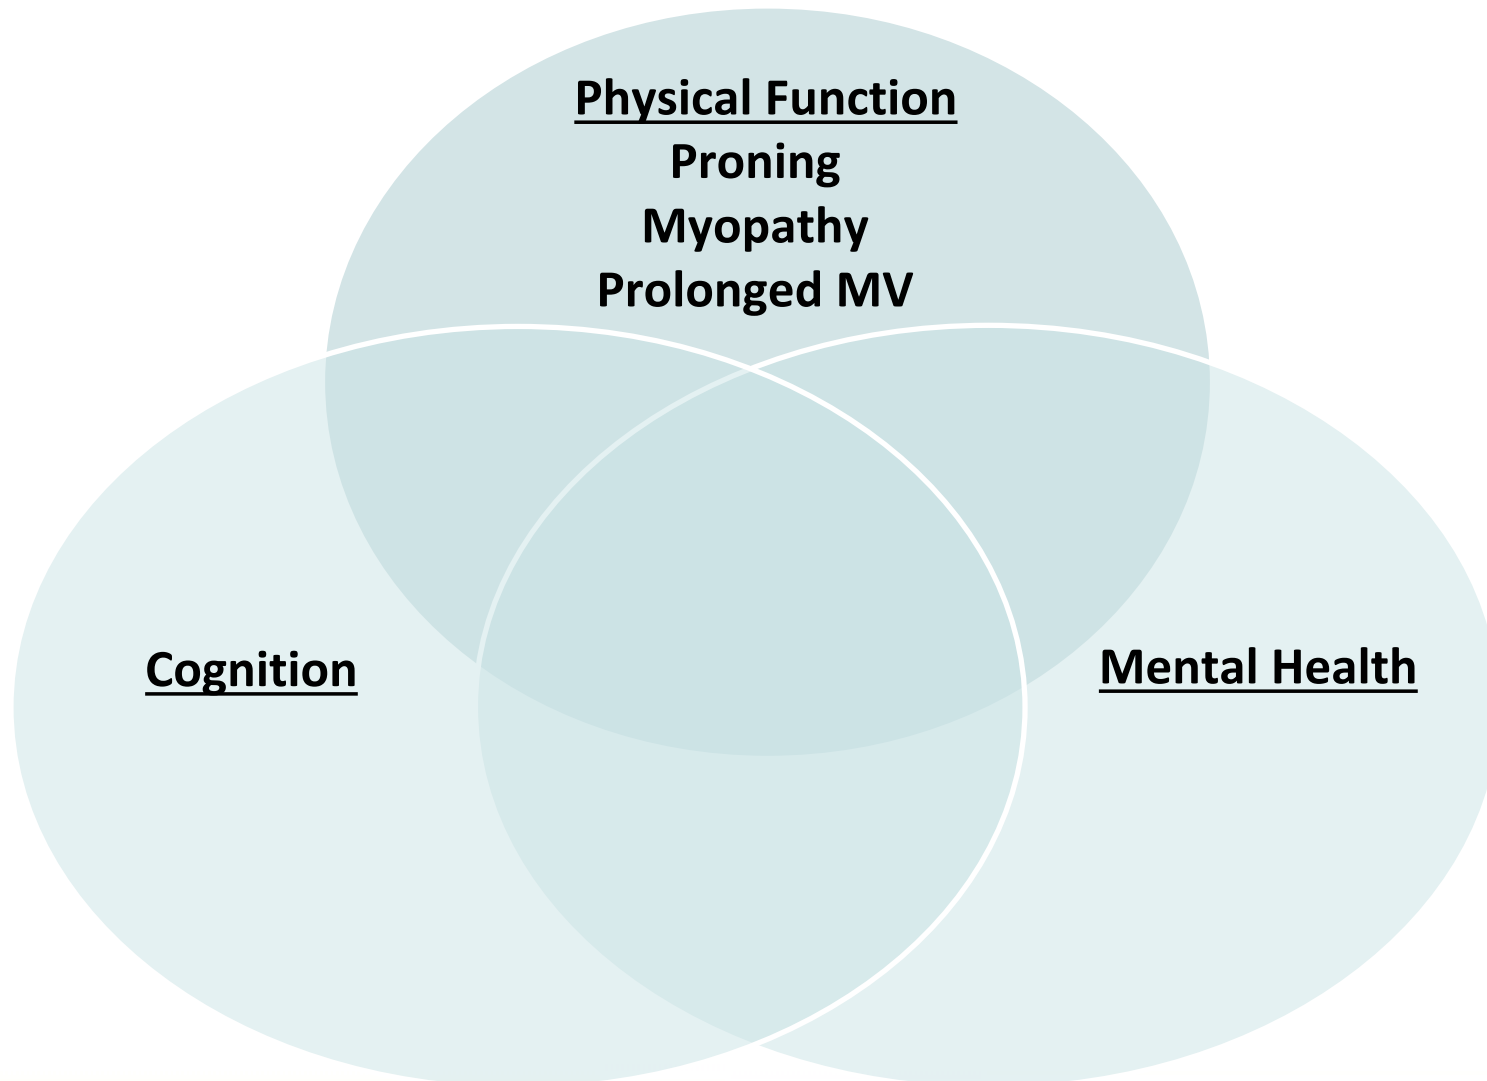 Physical Function
Proning
Myopathy
Prolonged MV
Cognition
Mental Health